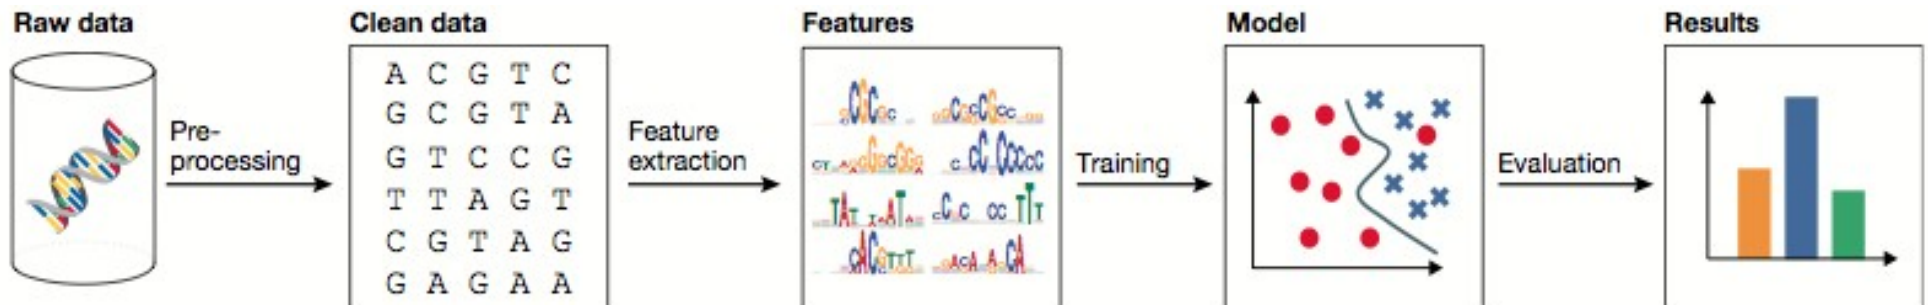 Raw data
Pre-
processing
Clean data
A C G T C
G C G T A
G T C C G
T T A G T
C G T A G
G A G A A
Feature
extraction
Features
Training
Model
Evaluation
Results